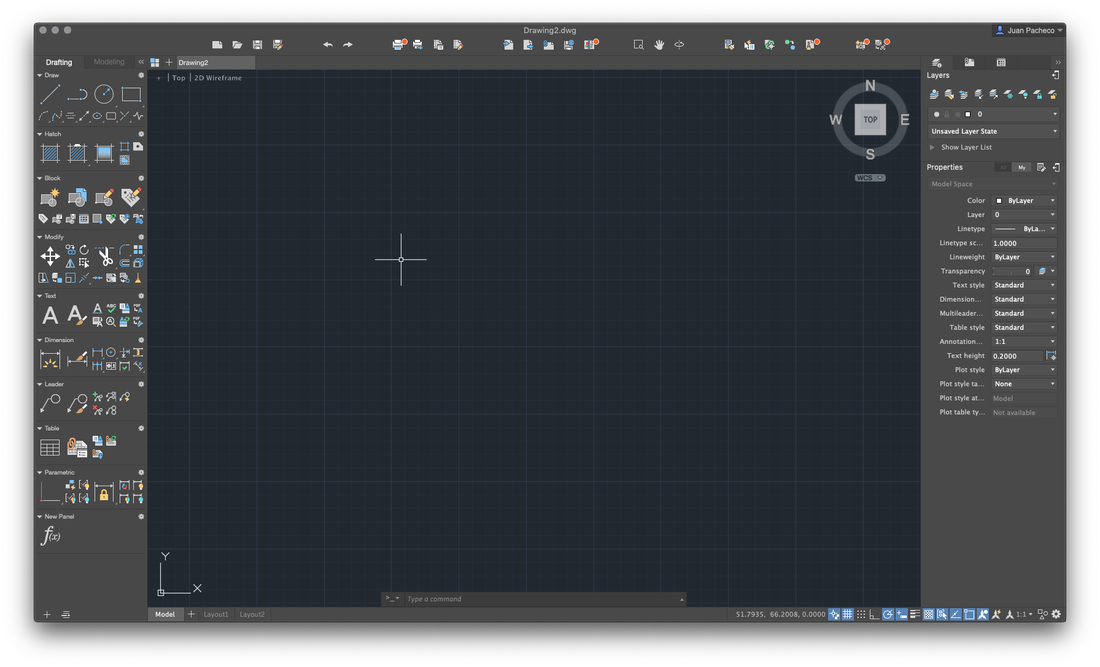 Drawing2.dwg
Juan Pacheco
Drafting
Modeling
Drawing2
Draw
+ | Top | 2D Wireframe
Hatch
Block
Modify
Text
Dimension
Leader
Table
Parametric
New Panel
f(x)
N
W
TOP
E
S
WCS
Y
X
>_
Type a command
Model
Layout1
Layout2
51.7935, 66.2008, 0.0000
1:1
Layers
0
Unsaved Layer State
Show Layer List
Properties
My
Model Space
Color ByLayer
Layer 0
Linetype ByLa...
Linetype sc... 1.0000
Lineweight ByLayer
Transparency 0
Text style Standard
Dimension... Standard
Multileader... Standard
Table style Standard
Annotation... 1:1
Text height 0.2000
Plot style ByLayer
Plot style ta... None
Plot style at... Model
Plot table ty... Not available